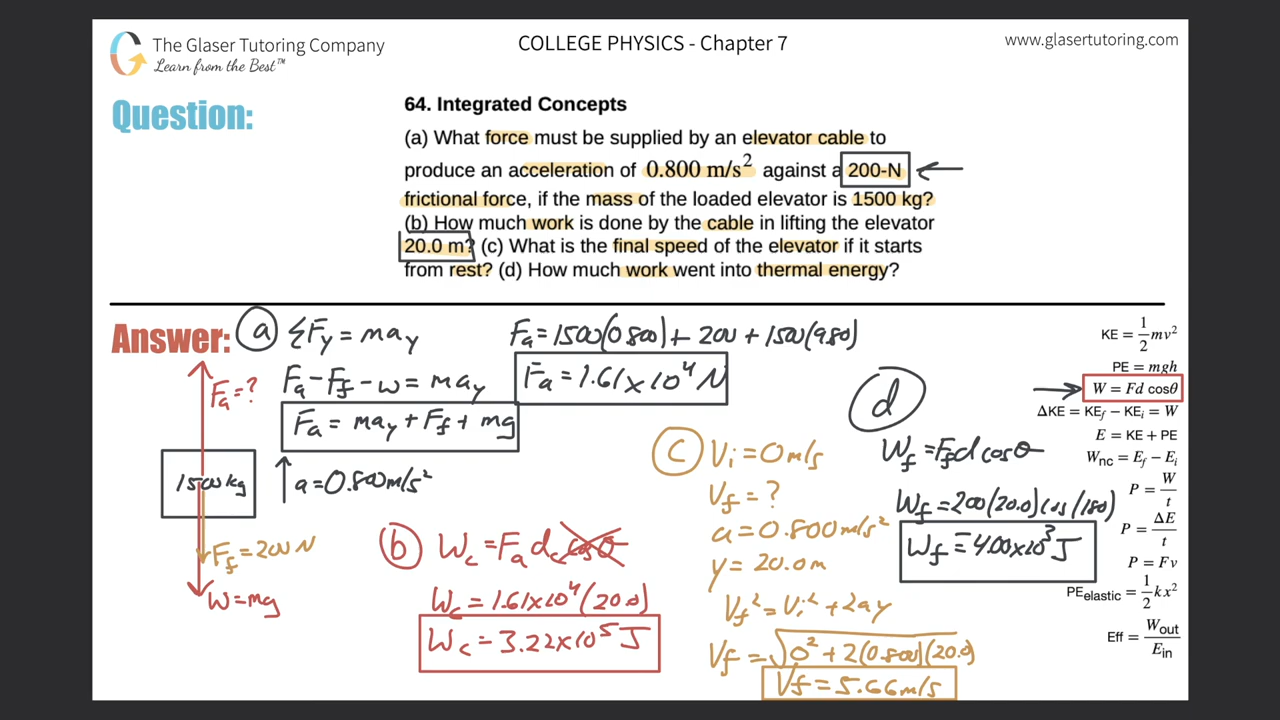 The Glaser Tutoring Company
Learn from the Best™
COLLEGE PHYSICS - Chapter 7
www.glasertutoring.com
Question:
64. Integrated Concepts
(a) What force must be supplied by an elevator cable to
produce an acceleration of 0.800 m/s² against a 200-N
frictional force, if the mass of the loaded elevator is 1500 kg?
(b) How much work is done by the cable in lifting the elevator
20.0 m? (c) What is the final speed of the elevator if it starts
from rest? (d) How much work went into thermal energy?
Answer:
a
ΣFy = may
Fa - Ff - w = may
Fa = may + Ff + mg
a = 0.800 m/s²
Fa = 1500(0.800) + 200 + 1500(9.80)
Fa = 1.61 x 10⁴ N
Fa = ?
1500 kg
Ff = 200 N
W = mg
b
Wc = Fa dc cos θ
Wc = 1.61 x 10⁴ (20.0)
Wc = 3.22 x 10⁵ J
c
Vi = 0 m/s
Vf = ?
a = 0.800 m/s²
y = 20.0 m
Vf² = Vi² + 2ay
Vf = √0² + 2(0.800)(20.0)
Vf = 5.66 m/s
d
Wf = Ff d cos θ
Wf = 200(20.0) cos(180)
Wf = 4.00 x 10³ J
KE = 1/2 mv²
PE = mgh
W = Fd cosθ
ΔKE = KEf − KEi = W
E = KE + PE
Wnc = Ef − Ei
P = W/t
P = ΔE/t
P = Fv
PEelastic = 1/2 kx²
Eff = Wout/Ein